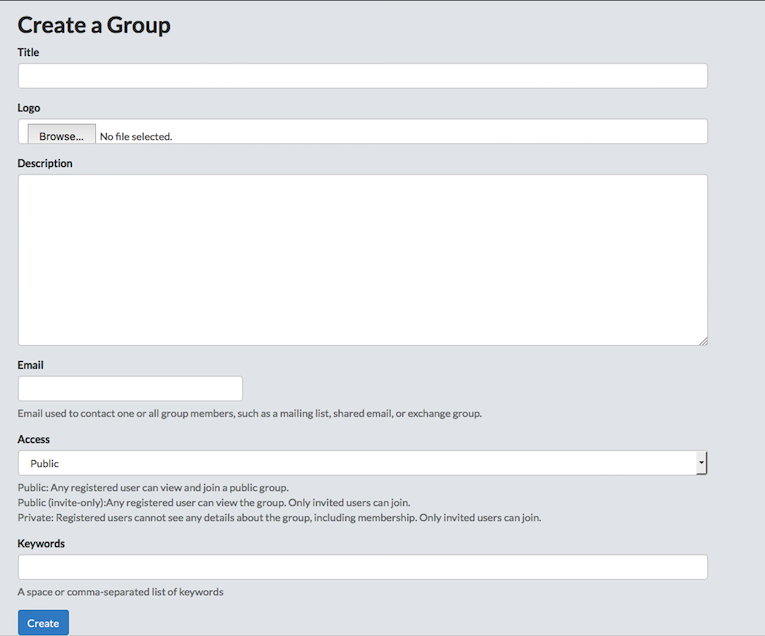 Create a Group
Title
Logo
Browse... No file selected.
Description
Email
Email used to contact one or all group members, such as a mailing list, shared email, or exchange group.
Access
Public
Public: Any registered user can view and join a public group.
Public (invite-only):Any registered user can view the group. Only invited users can join.
Private: Registered users cannot see any details about the group, including membership. Only invited users can join.
Keywords
A space or comma-separated list of keywords
Create